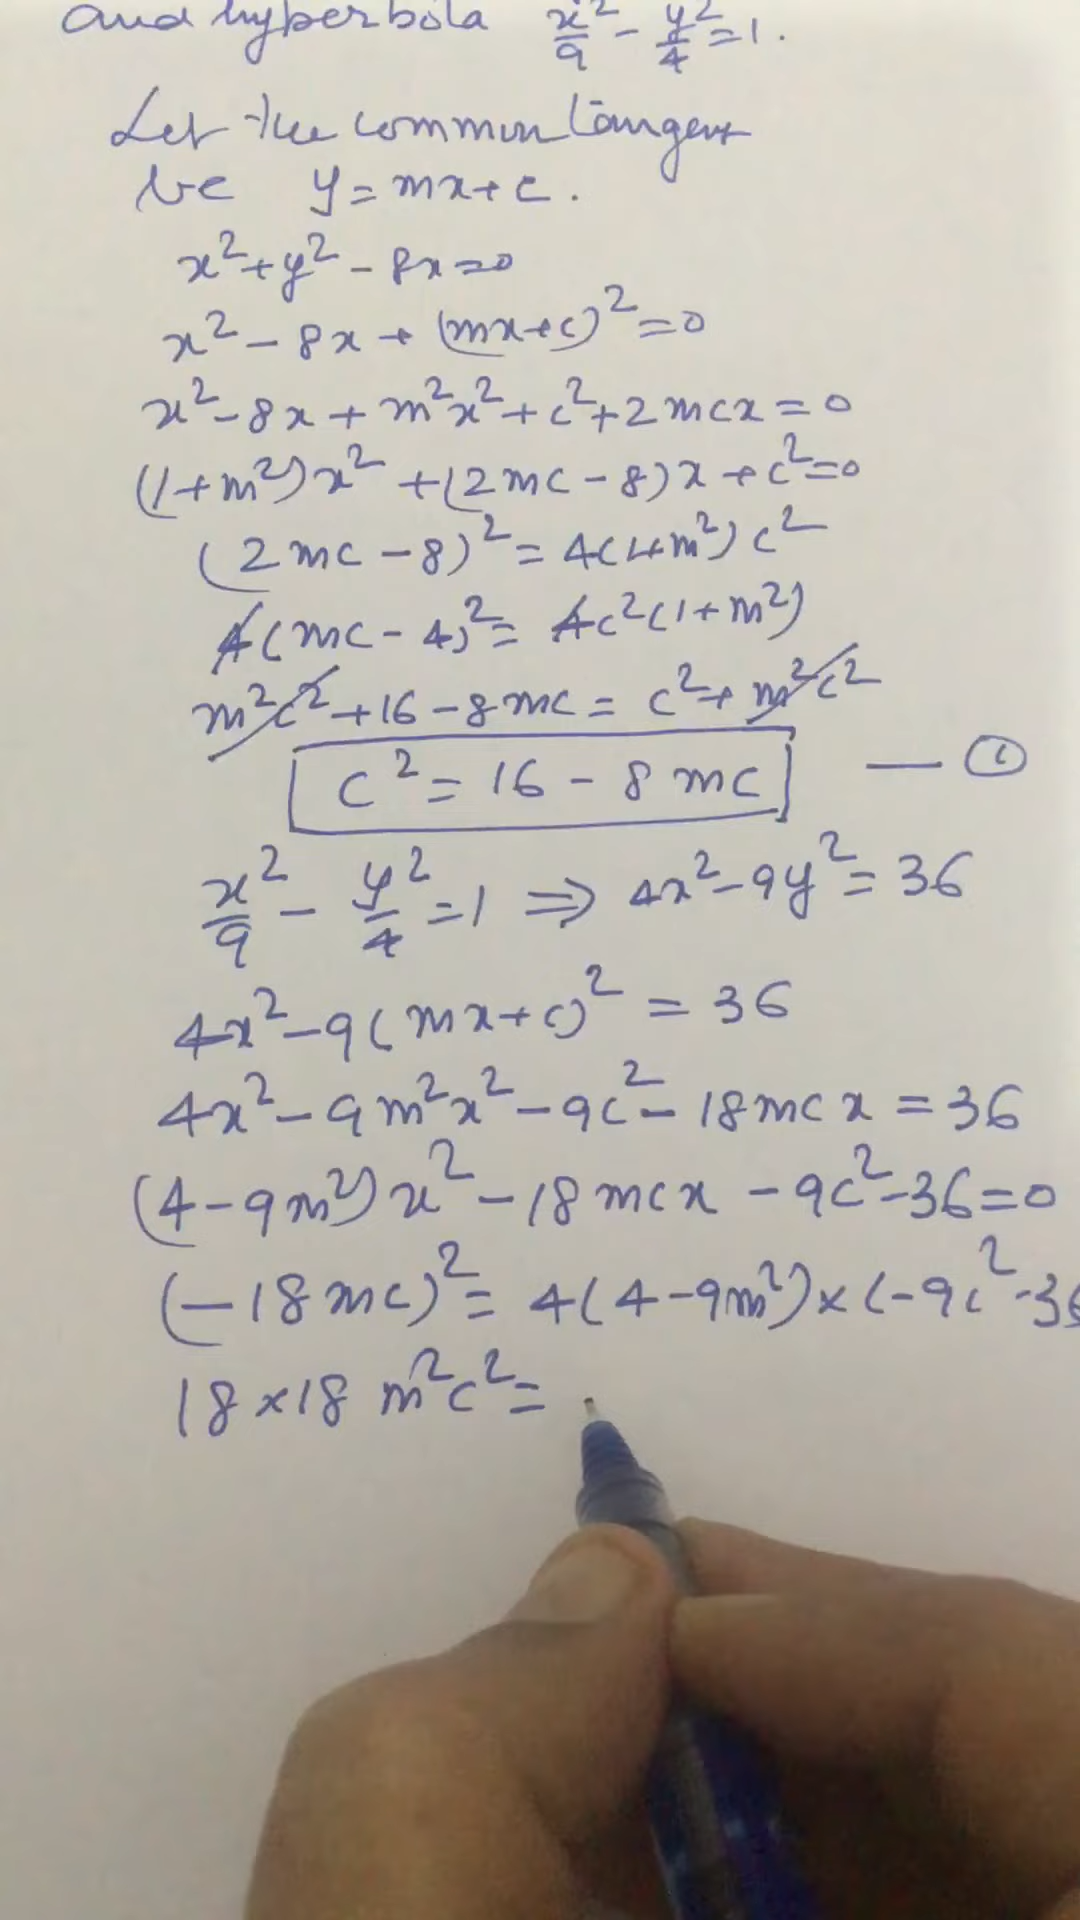 and hyperbola x²/9 - y²/4 = 1.
Let the common tangent
be y = mx + c.
x² + y² - 8x = 0
x² - 8x + (mx + c)² = 0
x² - 8x + m²x² + c² + 2mcx = 0
(1 + m²)x² + (2mc - 8)x + c² = 0
(2mc - 8)² = 4(1+m²)c²
4(mc - 4)² = 4c²(1 + m²)
m²c² + 16 - 8mc = c² + m²c²
c² = 16 - 8mc — ①
x²/9 - y²/4 = 1 ⇒ 4x² - 9y² = 36
4x² - 9(mx + c)² = 36
4x² - 9m²x² - 9c² - 18mcx = 36
(4 - 9m²)x² - 18mcx - 9c² - 36 = 0
(-18mc)² = 4(4 - 9m²) × (-9c² - 36
18 × 18 m²c² =